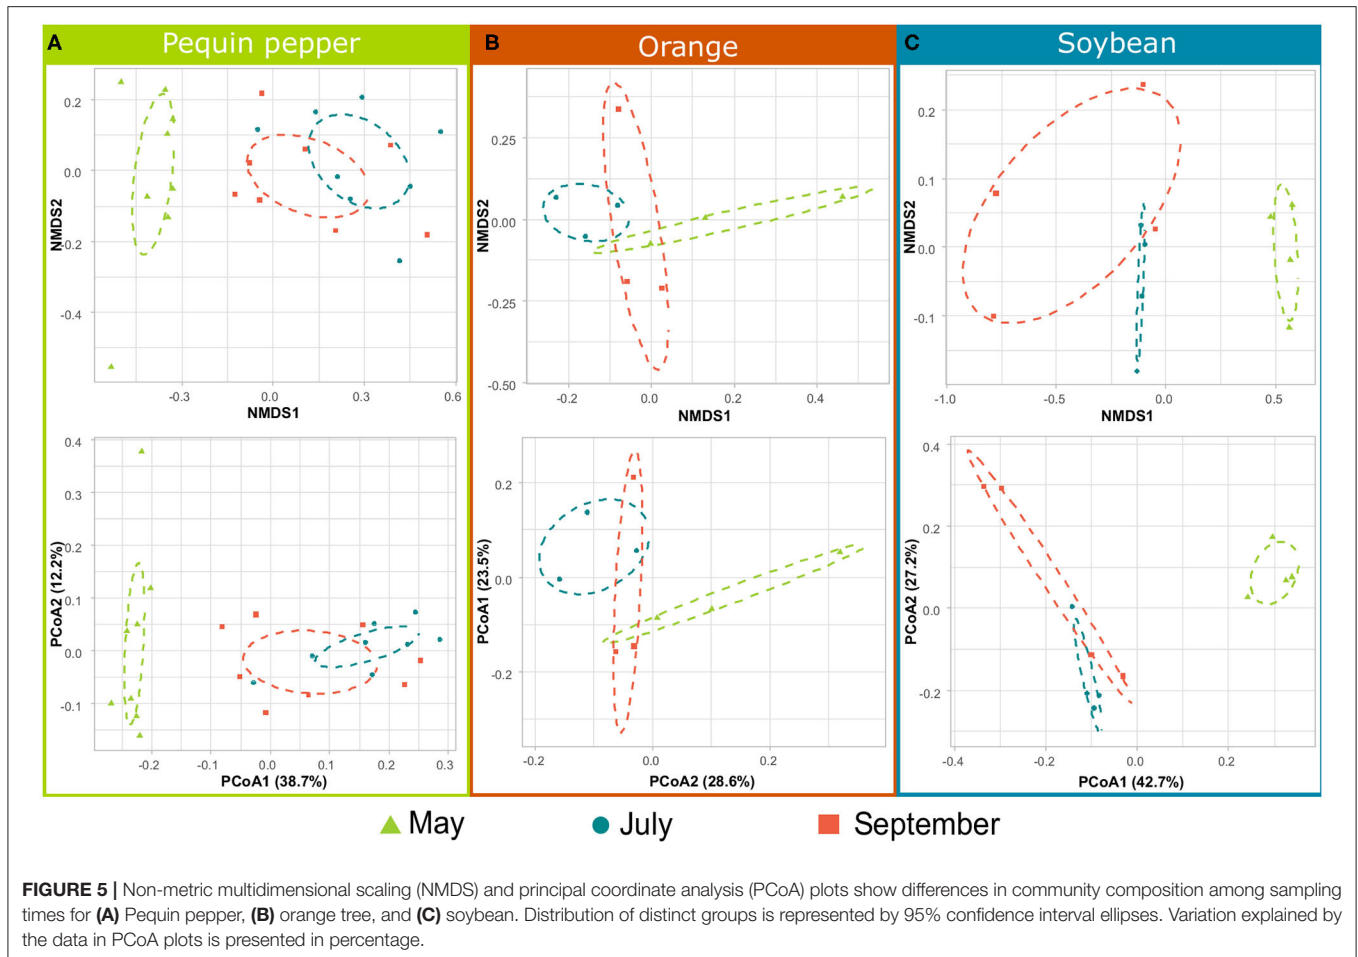 A Pequin pepper
B Orange
C Soybean
NMDS2
0.2
0.0
-0.2
-0.4
-0.3 0.0 0.3 0.6
NMDS1
NMDS2
0.25
0.00
-0.25
-0.50
-0.2 0.0 0.2 0.4
NMDS1
NMDS2
0.2
0.1
0.0
-0.1
-1.0 -0.5 0.0 0.5
NMDS1
PCoA2 (12.2%)
0.4
0.3
0.2
0.1
0.0
-0.1
-0.2 -0.1 0.0 0.1 0.2 0.3
PCoA1 (38.7%)
PCoA1 (23.5%)
0.2
0.0
-0.2
-0.2 0.0 0.2
PCoA2 (28.6%)
PCoA2 (27.2%)
0.4
0.2
0.0
-0.2
-0.4 -0.2 0.0 0.2
PCoA1 (42.7%)
May July September
FIGURE 5 | Non-metric multidimensional scaling (NMDS) and principal coordinate analysis (PCoA) plots show differences in community composition among sampling
times for (A) Pequin pepper, (B) orange tree, and (C) soybean. Distribution of distinct groups is represented by 95% confidence interval ellipses. Variation explained by
the data in PCoA plots is presented in percentage.